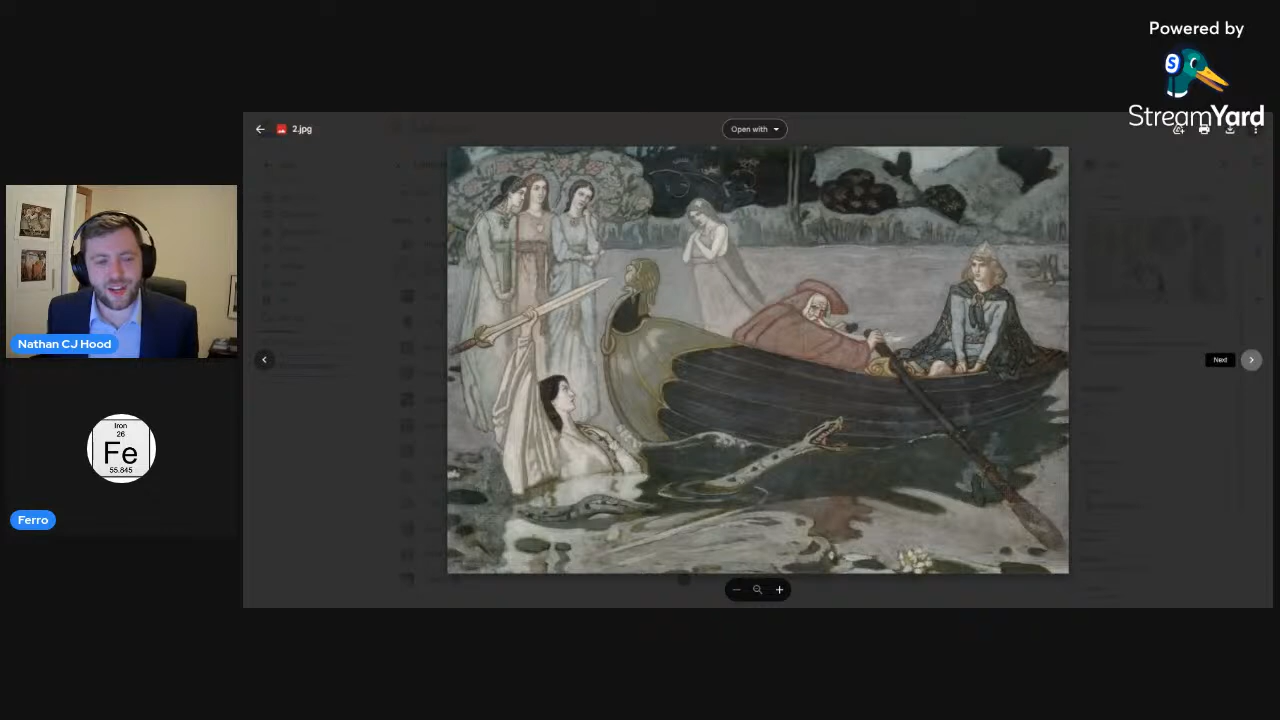 Powered by
S
StreamYard
2.jpg
Open with
Nathan CJ Hood
Next
Iron
26
Fe
55.845
Ferro